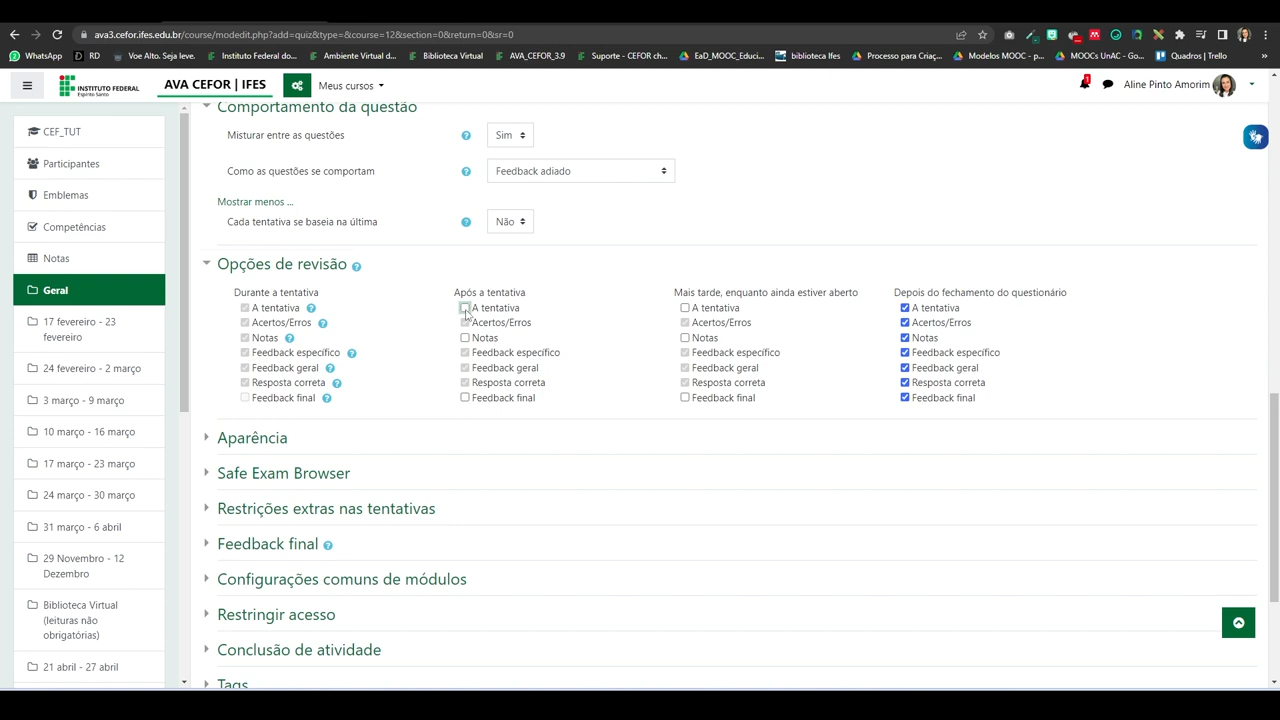 ava3.cefor.ifes.edu.br/course/modedit.php?add=quiz&type=&course=12&section=0&return=0&sr=0
WhatsApp
RD
Voe Alto. Seja leve.
Instituto Federal do...
Ambiente Virtual d...
Biblioteca Virtual
AVA_CEFOR_3.9
Suporte - CEFOR ch...
EaD_MOOC_Educi...
biblioteca Ifes
Processo para Criaç...
Modelos MOOC – p...
MOOCs UnAC - Go...
Quadros | Trello
INSTITUTO FEDERAL
Espírito Santo
AVA CEFOR | IFES
Meus cursos
1
Aline Pinto Amorim
CEF_TUT
Participantes
Emblemas
Competências
Notas
Geral
17 fevereiro - 23
fevereiro
24 fevereiro - 2 março
3 março - 9 março
10 março - 16 março
17 março - 23 março
24 março - 30 março
31 março - 6 abril
29 Novembro - 12
Dezembro
Biblioteca Virtual
(leituras não
obrigatórias)
21 abril - 27 abril
Comportamento da questão
Misturar entre as questões
Sim
Como as questões se comportam
Feedback adiado
Mostrar menos ...
Cada tentativa se baseia na última
Não
Opções de revisão
Durante a tentativa
A tentativa
Acertos/Erros
Notas
Feedback específico
Feedback geral
Resposta correta
Feedback final
Após a tentativa
A tentativa
Acertos/Erros
Notas
Feedback específico
Feedback geral
Resposta correta
Feedback final
Mais tarde, enquanto ainda estiver aberto
A tentativa
Acertos/Erros
Notas
Feedback específico
Feedback geral
Resposta correta
Feedback final
Depois do fechamento do questionário
A tentativa
Acertos/Erros
Notas
Feedback específico
Feedback geral
Resposta correta
Feedback final
Aparência
Safe Exam Browser
Restrições extras nas tentativas
Feedback final
Configurações comuns de módulos
Restringir acesso
Conclusão de atividade
Tags